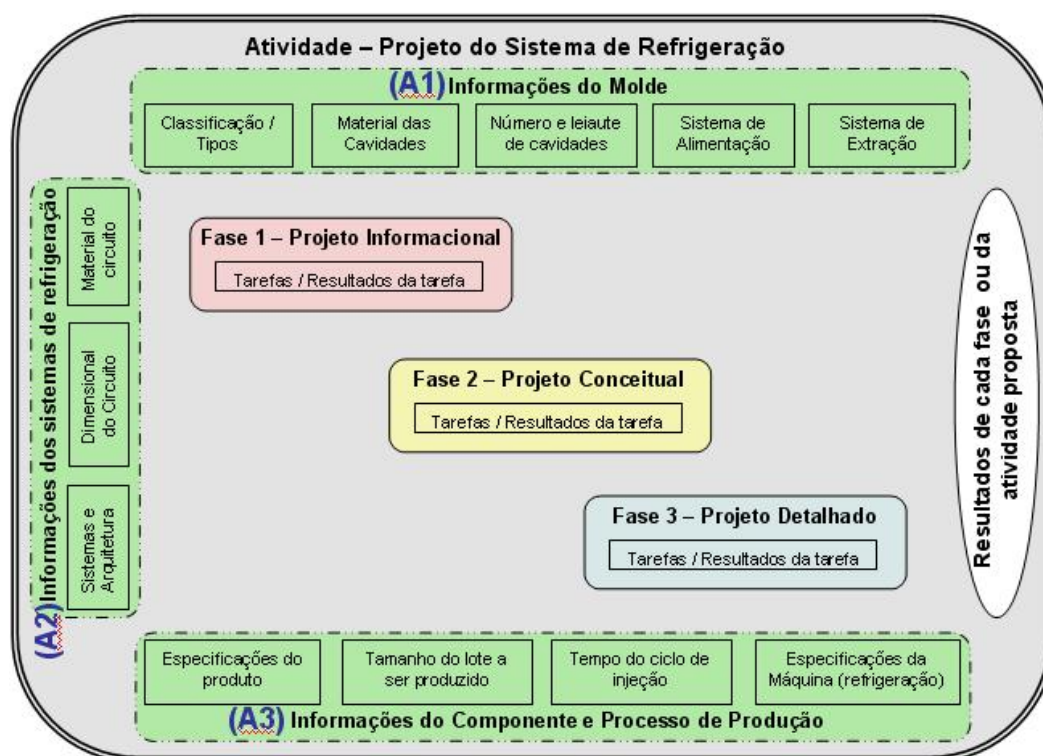 Atividade – Projeto do Sistema de Refrigeração
(A1) Informações do Molde
Classificação /
Tipos
Material das
Cavidades
Número e leiaute
de cavidades
Sistema de
Alimentação
Sistema de
Extração
(A2) Informações dos sistemas de refrigeração
Material do
circuito
Dimensional
do Circuito
Sistemas e
Arquitetura
Fase 1 – Projeto Informacional
Tarefas / Resultados da tarefa
Fase 2 – Projeto Conceitual
Tarefas / Resultados da tarefa
Fase 3 – Projeto Detalhado
Tarefas / Resultados da tarefa
Resultados de cada fase ou da
atividade proposta
Especificações do
produto
Tamanho do lote a
ser produzido
Tempo do ciclo de
injeção
Especificações da
Máquina (refrigeração)
(A3) Informações do Componente e Processo de Produção